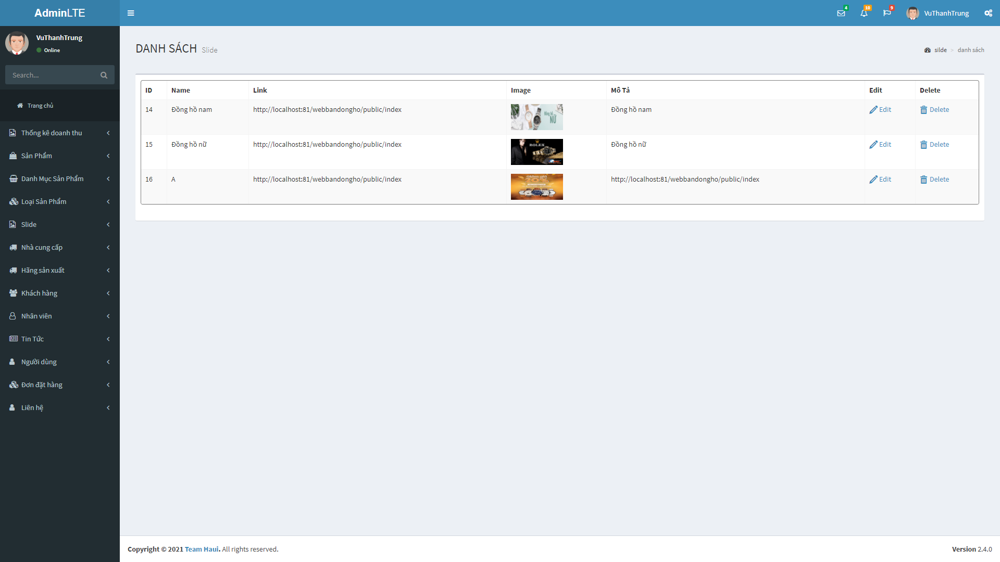 AdminLTE
4
10
9
VuThanhTrung
VuThanhTrung
Online
Search...
Trang chủ
Thống kê doanh thu
Sản Phẩm
Danh Mục Sản Phẩm
Loại Sản Phẩm
Slide
Nhà cung cấp
Hãng sản xuất
Khách hàng
Nhân viên
Tin Tức
Người dùng
Đơn đặt hàng
Liên hệ
DANH SÁCH Slide
silde > danh sách
ID Name Link Image Mô Tả Edit Delete
14 Đồng hồ nam http://localhost:81/webbandongho/public/index Đồng hồ NỮ Đồng hồ nam Edit Delete
15 Đồng hồ nữ http://localhost:81/webbandongho/public/index ROLEX Đồng hồ nữ Edit Delete
16 A http://localhost:81/webbandongho/public/index 20% http://localhost:81/webbandongho/public/index Edit Delete
Copyright © 2021 Team Haui. All rights reserved.
Version 2.4.0